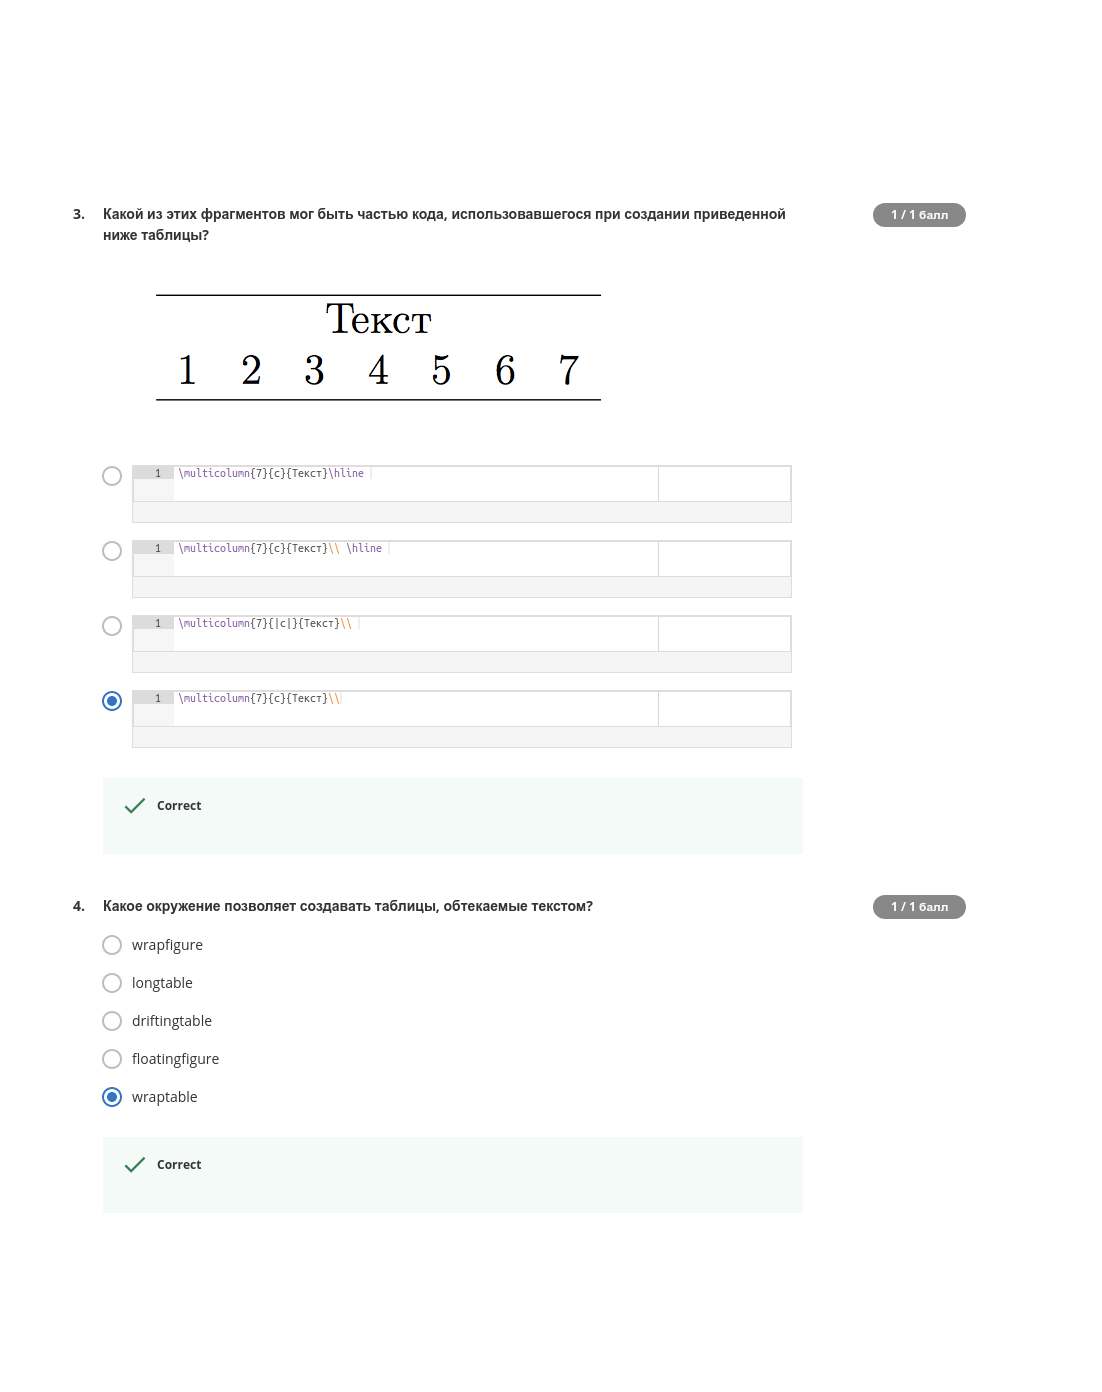 3. Какой из этих фрагментов мог быть частью кода, использовавшегося при создании приведенной
ниже таблицы?
1 / 1 балл
Текст
1 2 3 4 5 6 7
1 \multicolumn{7}{c}{Текст}\hline
1 \multicolumn{7}{c}{Текст}\\ \hline
1 \multicolumn{7}{|c|}{Текст}\\
1 \multicolumn{7}{c}{Текст}\\
Correct
4. Какое окружение позволяет создавать таблицы, обтекаемые текстом?
1 / 1 балл
wrapfigure
longtable
driftingtable
floatingfigure
wraptable
Correct